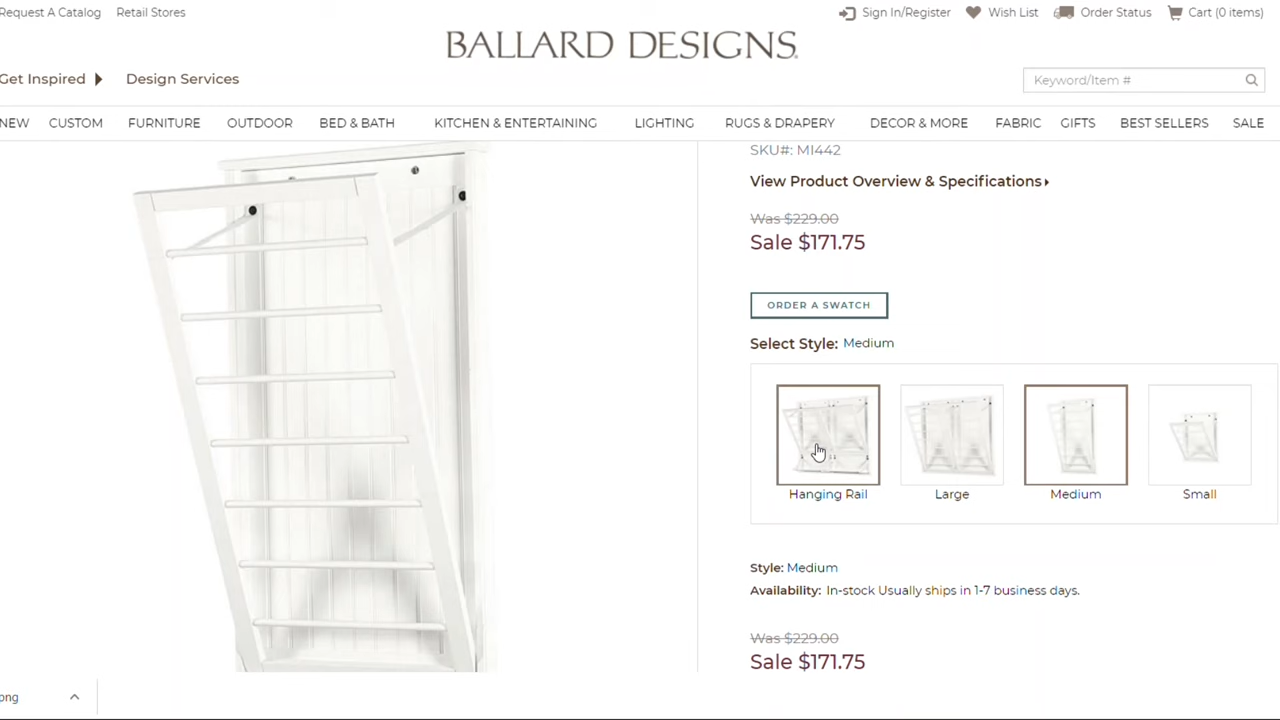 Request A Catalog Retail Stores Sign In/Register Wish List Order Status Cart (0 items)
BALLARD DESIGNS.
Get Inspired Design Services Keyword/Item #
NEW CUSTOM FURNITURE OUTDOOR BED & BATH KITCHEN & ENTERTAINING LIGHTING RUGS & DRAPERY DECOR & MORE FABRIC GIFTS BEST SELLERS SALE
SKU#: MI442
View Product Overview & Specifications
Was $229.00
Sale $171.75
ORDER A SWATCH
Select Style: Medium
Hanging Rail Large Medium Small
Style: Medium
Availability: In-stock Usually ships in 1-7 business days.
Was $229.00
Sale $171.75
png